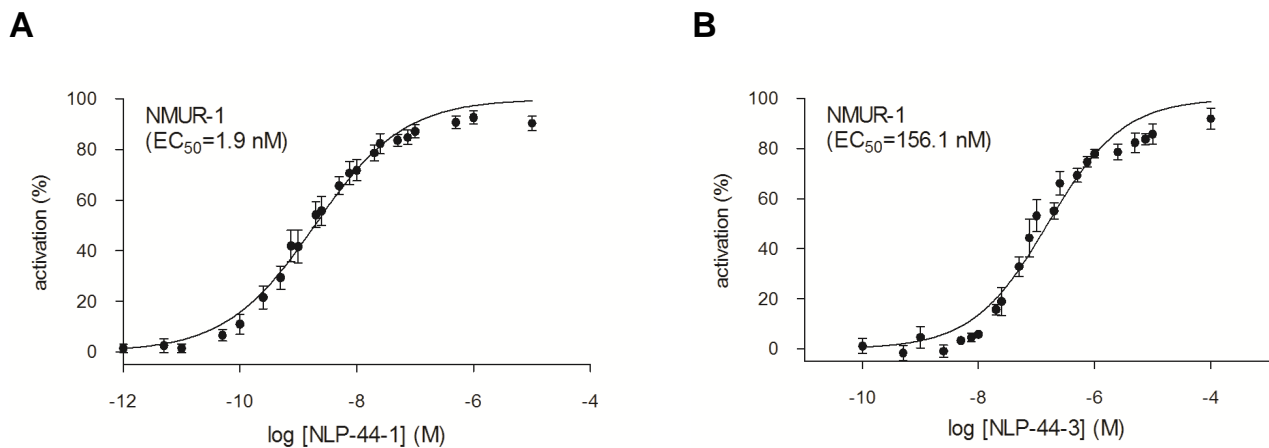 A
B
NMUR-1
(EC50=1.9 nM)
activation (%)
100
80
60
40
20
0
-12
-10
-8
-6
-4
log [NLP-44-1] (M)
NMUR-1
(EC50=156.1 nM)
activation (%)
100
80
60
40
20
0
-10
-8
-6
-4
log [NLP-44-3] (M)